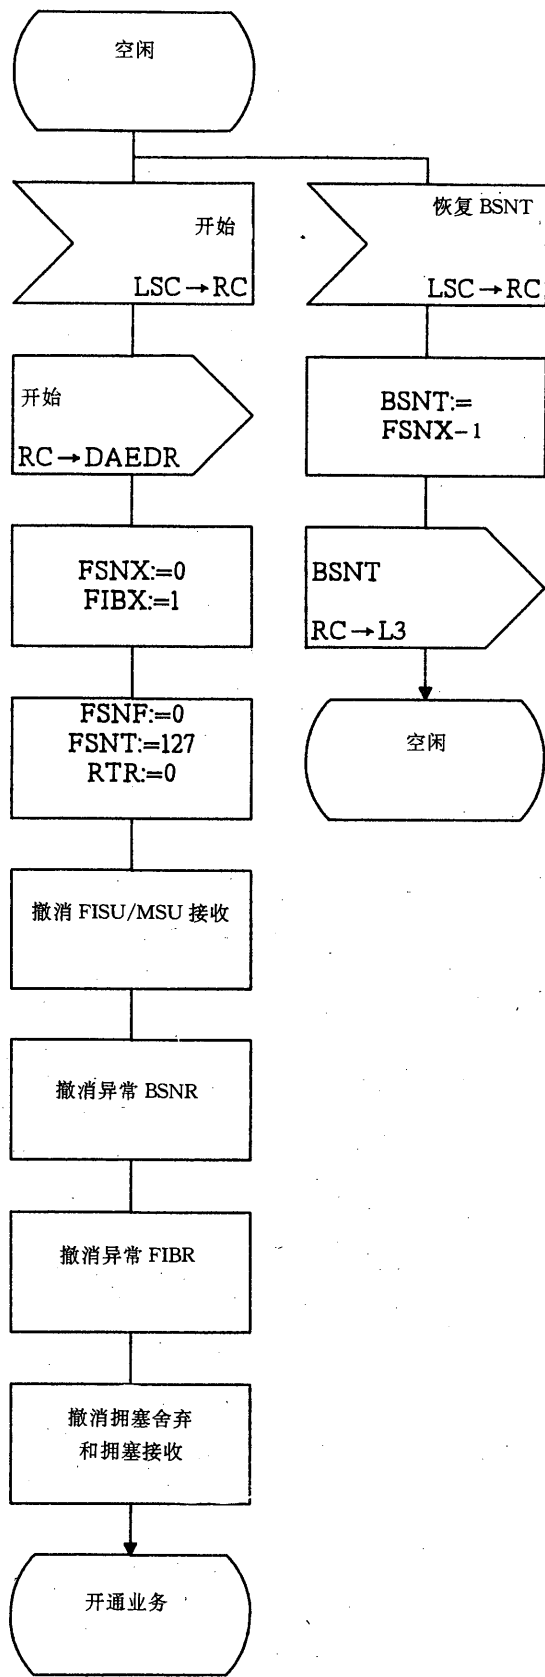 空闲
开始
LSC→RC
开始
RC→DAEDR
FSNX:=0
FIBX:=1
FSNF:=0
FSNT:=127
RTR:=0
撤消 FISU/MSU 接收
撤消异常 BSNR
撤消异常 FIBR
撤消拥塞舍弃
和拥塞接收
开通业务
恢复 BSNT
LSC→RC
BSNT:=
FSNX-1
BSNT
RC→L3
空闲